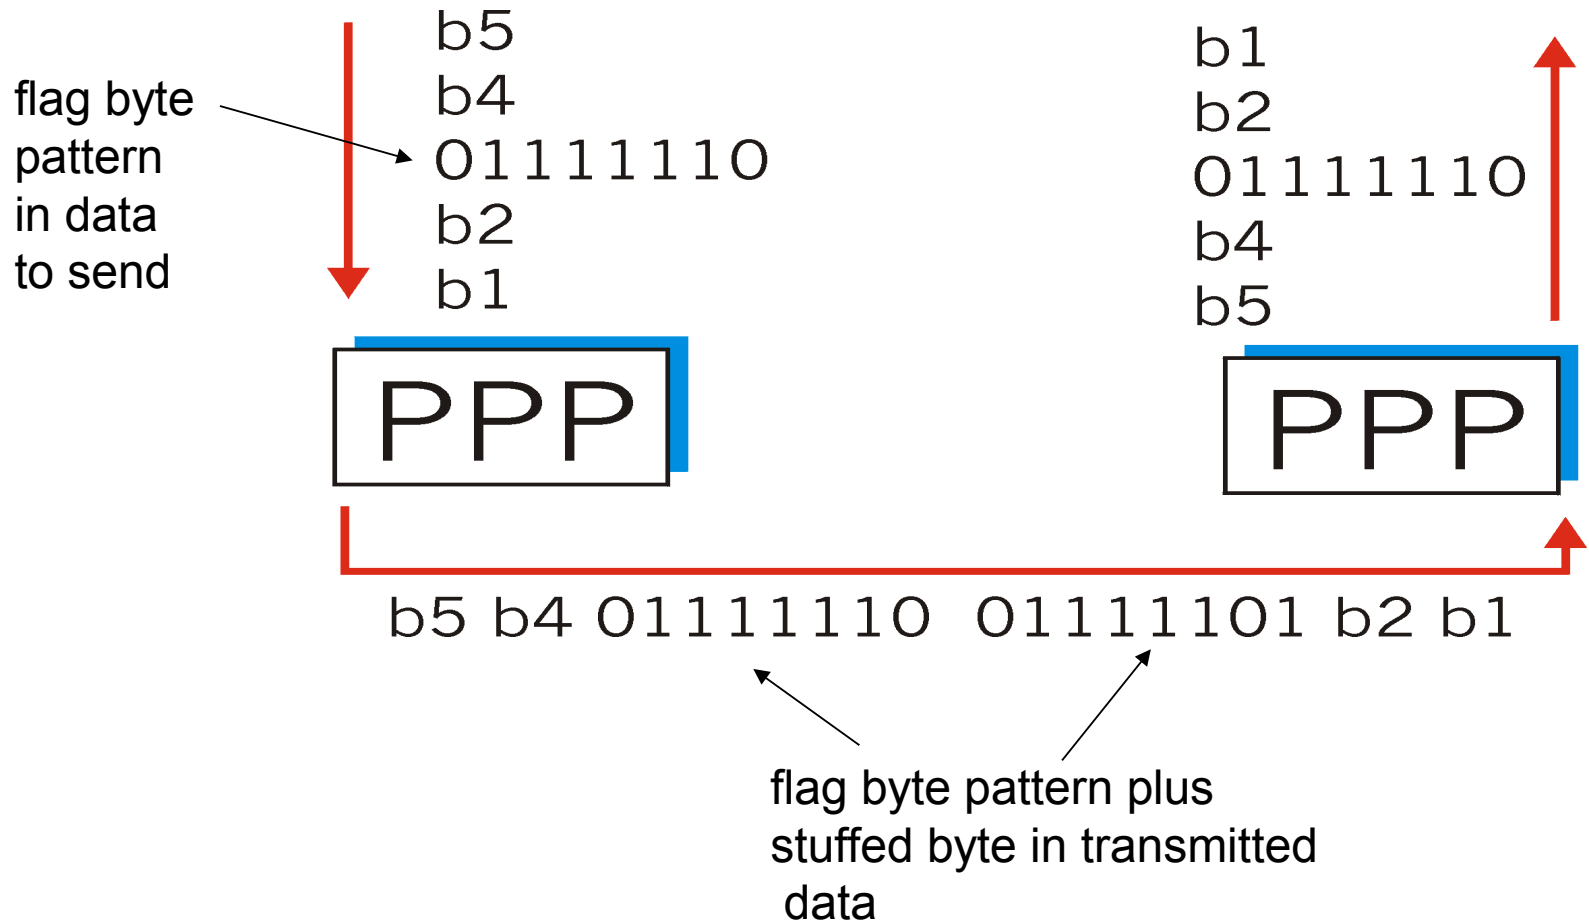 flag byte
pattern
in data
to send
b5
b4
01111110
b2
b1
PPP
b1
b2
01111110
b4
b5
PPP
b5 b4 01111110 01111101 b2 b1
flag byte pattern plus
stuffed byte in transmitted
data